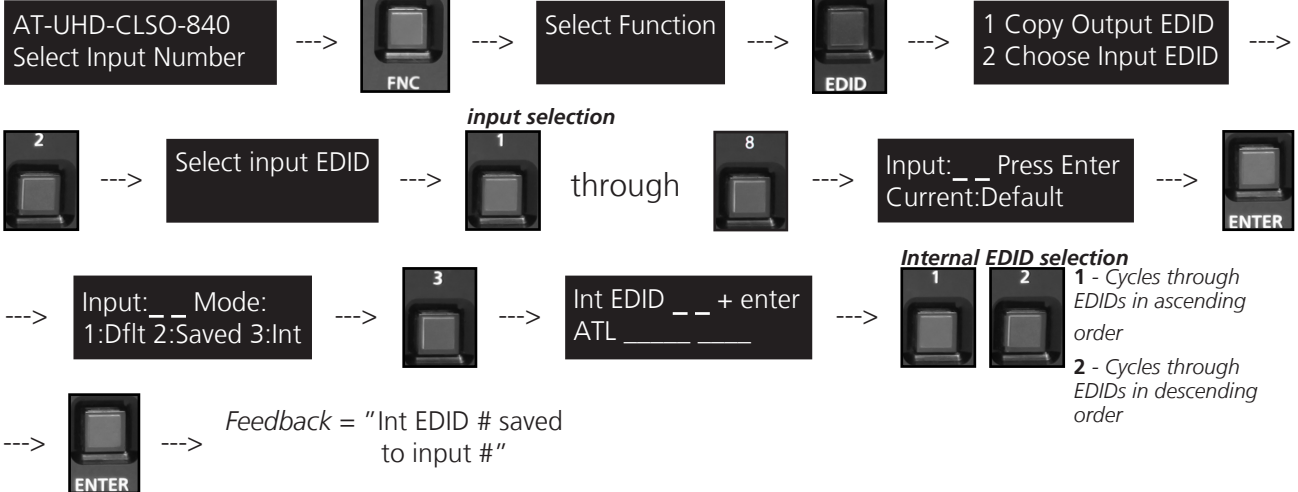 AT-UHD-CLSO-840
Select Input Number
--->
FNC
--->
Select Function
--->
EDID
--->
1 Copy Output EDID
2 Choose Input EDID
--->
2
--->
Select input EDID
--->
input selection
1
through
8
--->
Input:_ _ Press Enter
Current:Default
--->
ENTER
--->
Input:_ _ Mode:
1:Dflt 2:Saved 3:Int
--->
3
--->
Int EDID _ _ + enter
ATL _____ ____
--->
Internal EDID selection
1
2
1 - Cycles through
EDIDs in ascending
order
2 - Cycles through
EDIDs in descending
order
--->
ENTER
--->
Feedback = "Int EDID # saved
to input #"